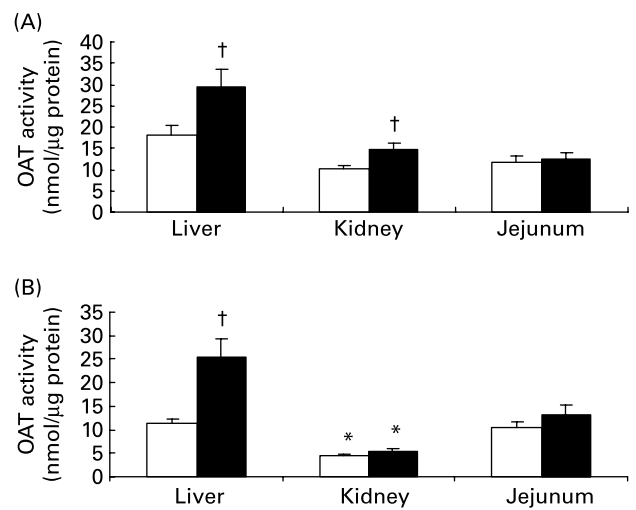 (A)
OAT activity
(nmol/µg protein)
40
35
30
25
20
15
10
5
0
†
†
Liver Kidney Jejunum
(B)
OAT activity
(nmol/µg protein)
35
30
25
20
15
10
5
0
†
* *
Liver Kidney Jejunum